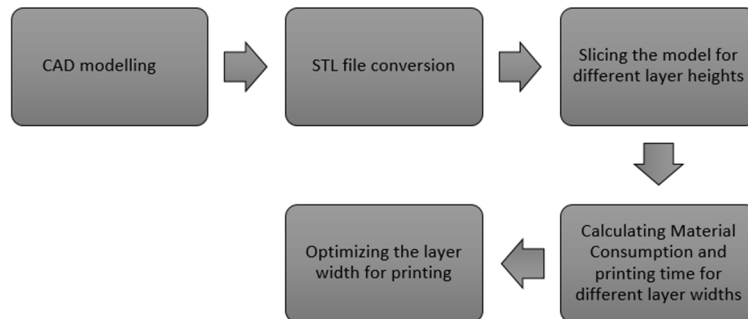 CAD modelling
STL file conversion
Slicing the model for
different layer heights
Calculating Material
Consumption and
printing time for
different layer widths
Optimizing the layer
width for printing